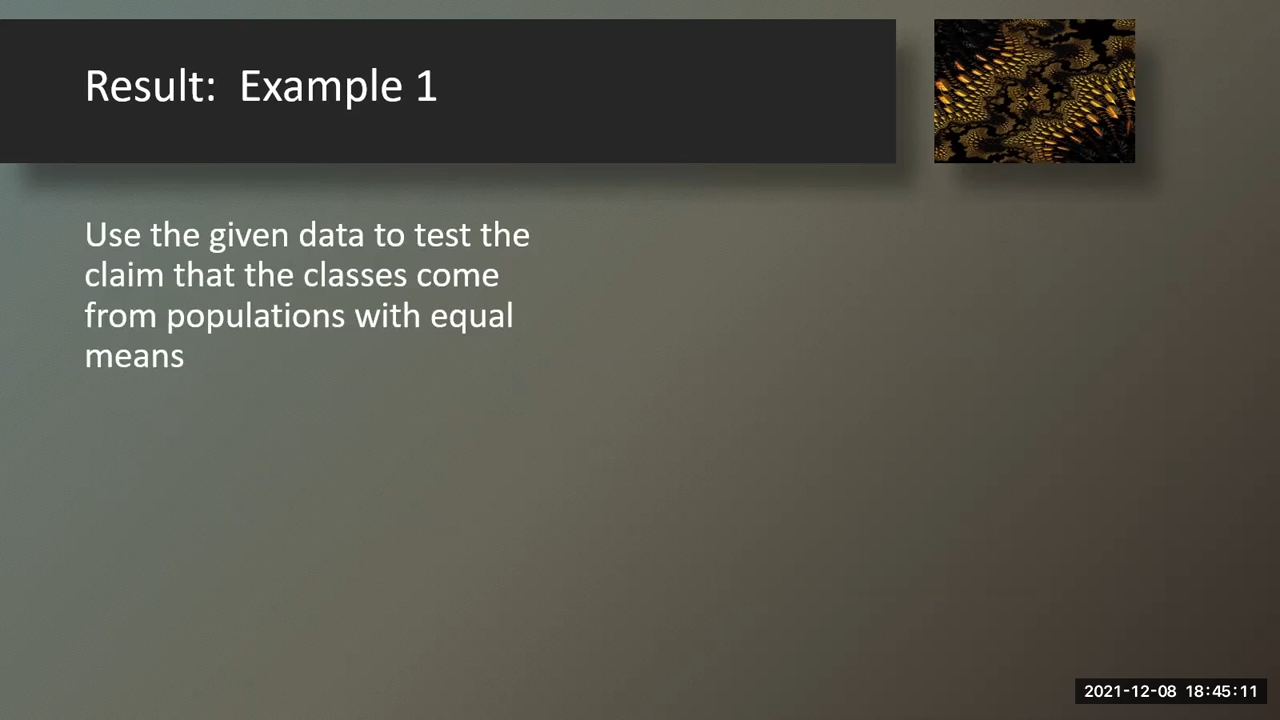 Result: Example 1
Use the given data to test the
claim that the classes come
from populations with equal
means
2021-12-08 18:45:11